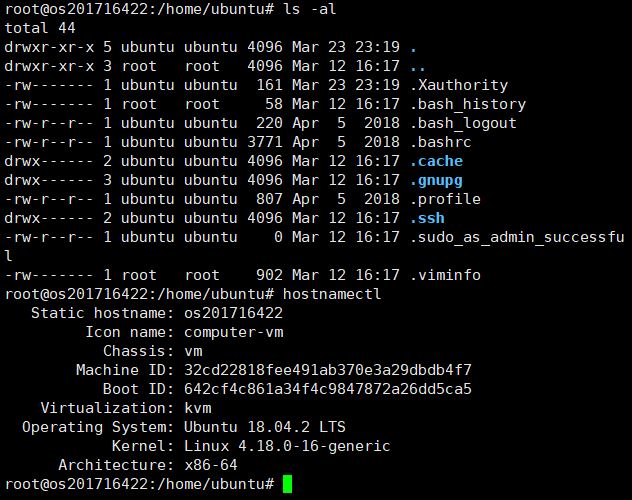 root@os201716422:/home/ubuntu# ls -al
total 44
drwxr-xr-x 5 ubuntu ubuntu 4096 Mar 23 23:19 .
drwxr-xr-x 3 root   root   4096 Mar 12 16:17 ..
-rw------- 1 ubuntu ubuntu  161 Mar 23 23:19 .Xauthority
-rw------- 1 root   root     58 Mar 12 16:17 .bash_history
-rw-r--r-- 1 ubuntu ubuntu  220 Apr  5  2018 .bash_logout
-rw-r--r-- 1 ubuntu ubuntu 3771 Apr  5  2018 .bashrc
drwx------ 2 ubuntu ubuntu 4096 Mar 12 16:17 .cache
drwx------ 3 ubuntu ubuntu 4096 Mar 12 16:17 .gnupg
-rw-r--r-- 1 ubuntu ubuntu  807 Apr  5  2018 .profile
drwx------ 2 ubuntu ubuntu 4096 Mar 12 16:17 .ssh
-rw-r--r-- 1 ubuntu ubuntu    0 Mar 12 16:17 .sudo_as_admin_successfu
l
-rw------- 1 root   root    902 Mar 12 16:17 .viminfo
root@os201716422:/home/ubuntu# hostnamectl
   Static hostname: os201716422
         Icon name: computer-vm
           Chassis: vm
        Machine ID: 32cd22818fee491ab370e3a29dbdb4f7
           Boot ID: 642cf4c861a34f4c9847872a26dd5ca5
    Virtualization: kvm
  Operating System: Ubuntu 18.04.2 LTS
            Kernel: Linux 4.18.0-16-generic
      Architecture: x86-64
root@os201716422:/home/ubuntu#